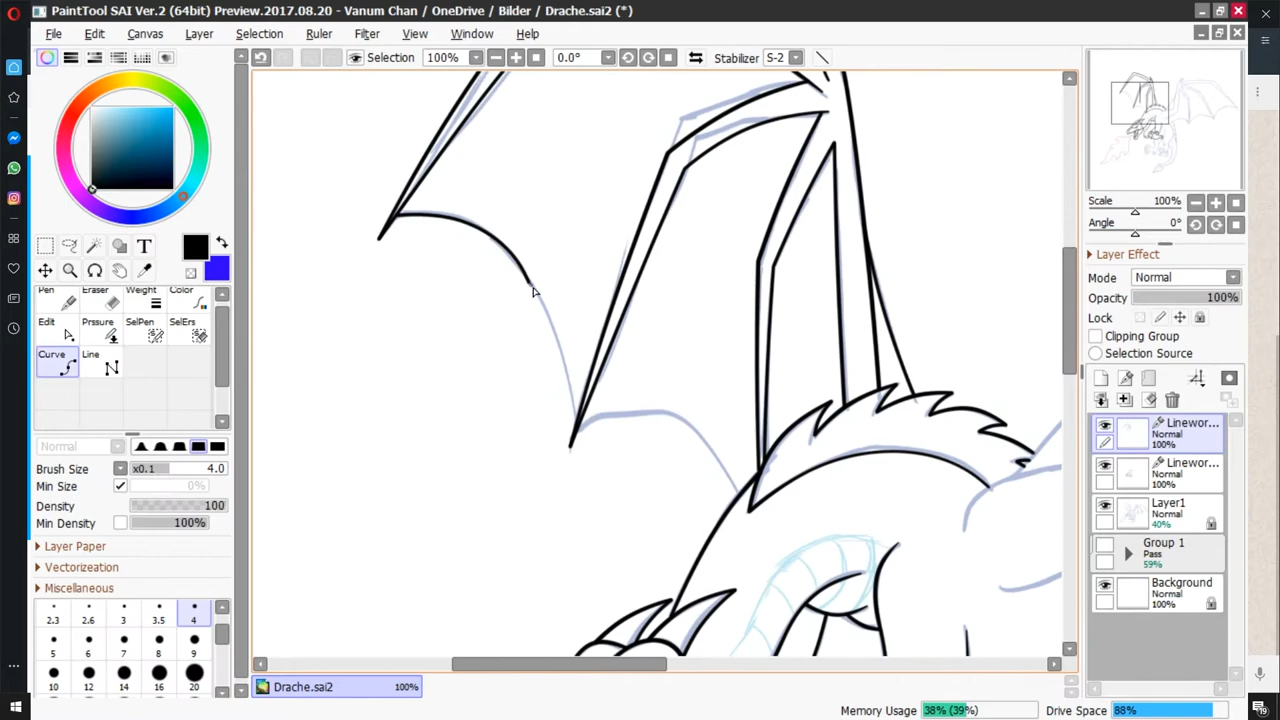 PaintTool SAI Ver.2 (64bit) Preview.2017.08.20 - Vanum Chan / OneDrive / Bilder / Drache.sai2 (*)
File Edit Canvas Layer Selection Ruler Filter View Window Help
Selection 100% 0.0° Stabilizer S-2
T
Pen Eraser Weight Color
Edit Prssure SelPen SelErs
Curve Line
Normal
Brush Size x0.1 4.0
Min Size 0%
Density 100
Min Density 100%
Layer Paper
Vectorization
Miscellaneous
2.3 2.6 3 3.5 4
5 6 7 8 9
10 12 14 16 20
Scale 100%
Angle 0°
Layer Effect
Mode Normal
Opacity 100%
Lock
Clipping Group
Selection Source
Linewor...
Normal
100%
Linewor...
Normal
100%
Layer1
Normal
40%
Group 1
Pass
59%
Background
Normal
100%
Drache.sai2 100%
Memory Usage 38% (39%) Drive Space 88%
19